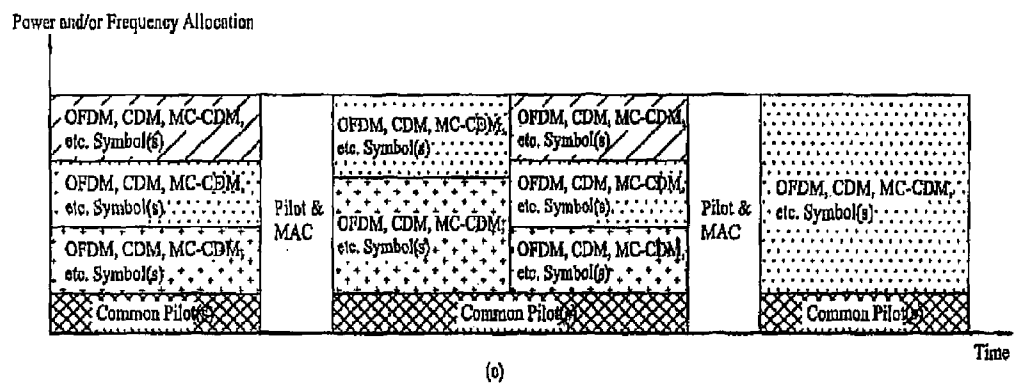 Power and/or Frequency Allocation
OFDM, CDM, MC-CDM,
etc. Symbol(s)
OFDM, CDM, MC-CDM,
etc. Symbol(s)
OFDM, CDM, MC-CDM,
etc. Symbol(s)
Common Pilot(s)
Pilot &
MAC
OFDM, CDM, MC-CDM,
etc. Symbol(s)
OFDM, CDM, MC-CDM,
etc. Symbol(s)
OFDM, CDM, MC-CDM,
etc. Symbol(s)
OFDM, CDM, MC-CDM,
etc. Symbol(s)
OFDM, CDM, MC-CDM,
etc. Symbol(s)
Common Pilot(s)
Pilot &
MAC
OFDM, CDM, MC-CDM,
etc. Symbol(s)
Common Pilot(s)
Time
(c)